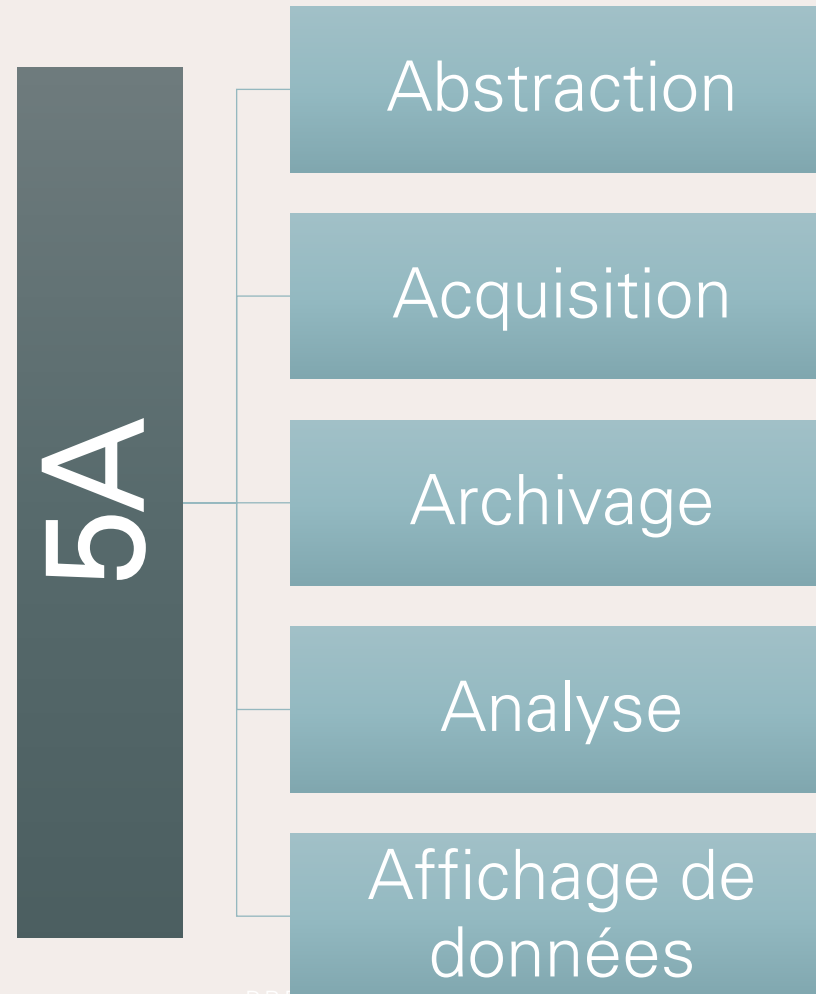 5A
Abstraction
Acquisition
Archivage
Analyse
Affichage de
données